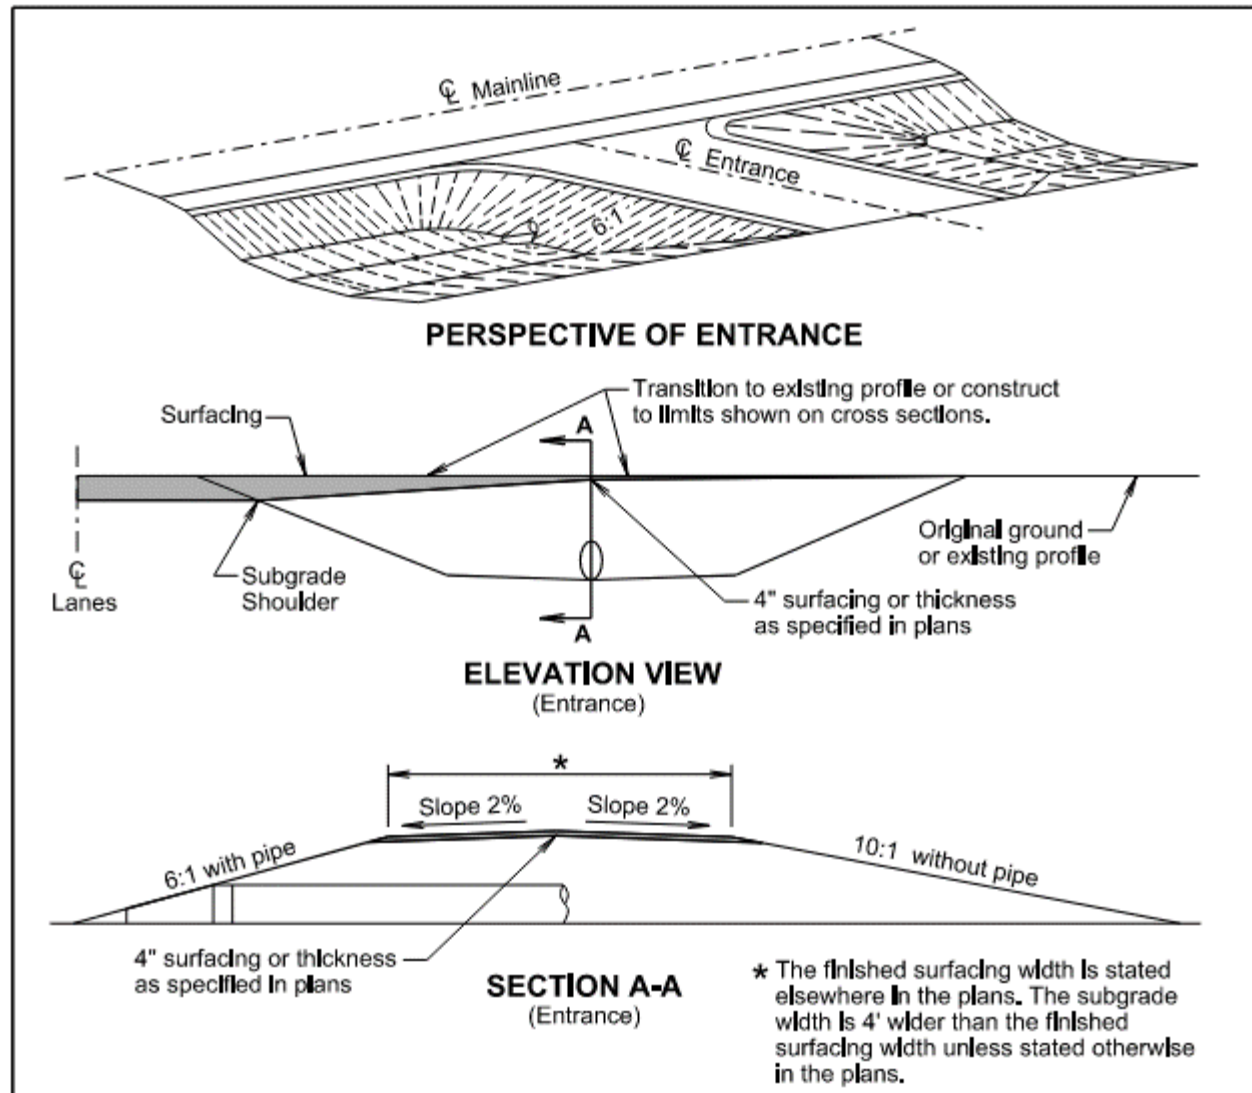 ℄ Mainline
℄ Entrance
6:1
PERSPECTIVE OF ENTRANCE
Transition to existing profile or construct
to limits shown on cross sections.
Surfacing
A
Original ground
or existing profile
℄
Lanes
Subgrade
Shoulder
4" surfacing or thickness
as specified in plans
A
ELEVATION VIEW
(Entrance)
*
Slope 2%
Slope 2%
6:1 with pipe
10:1 without pipe
4" surfacing or thickness
as specified in plans
SECTION A-A
(Entrance)
* The finished surfacing width is stated
elsewhere in the plans. The subgrade
width is 4' wider than the finished
surfacing width unless stated otherwise
in the plans.